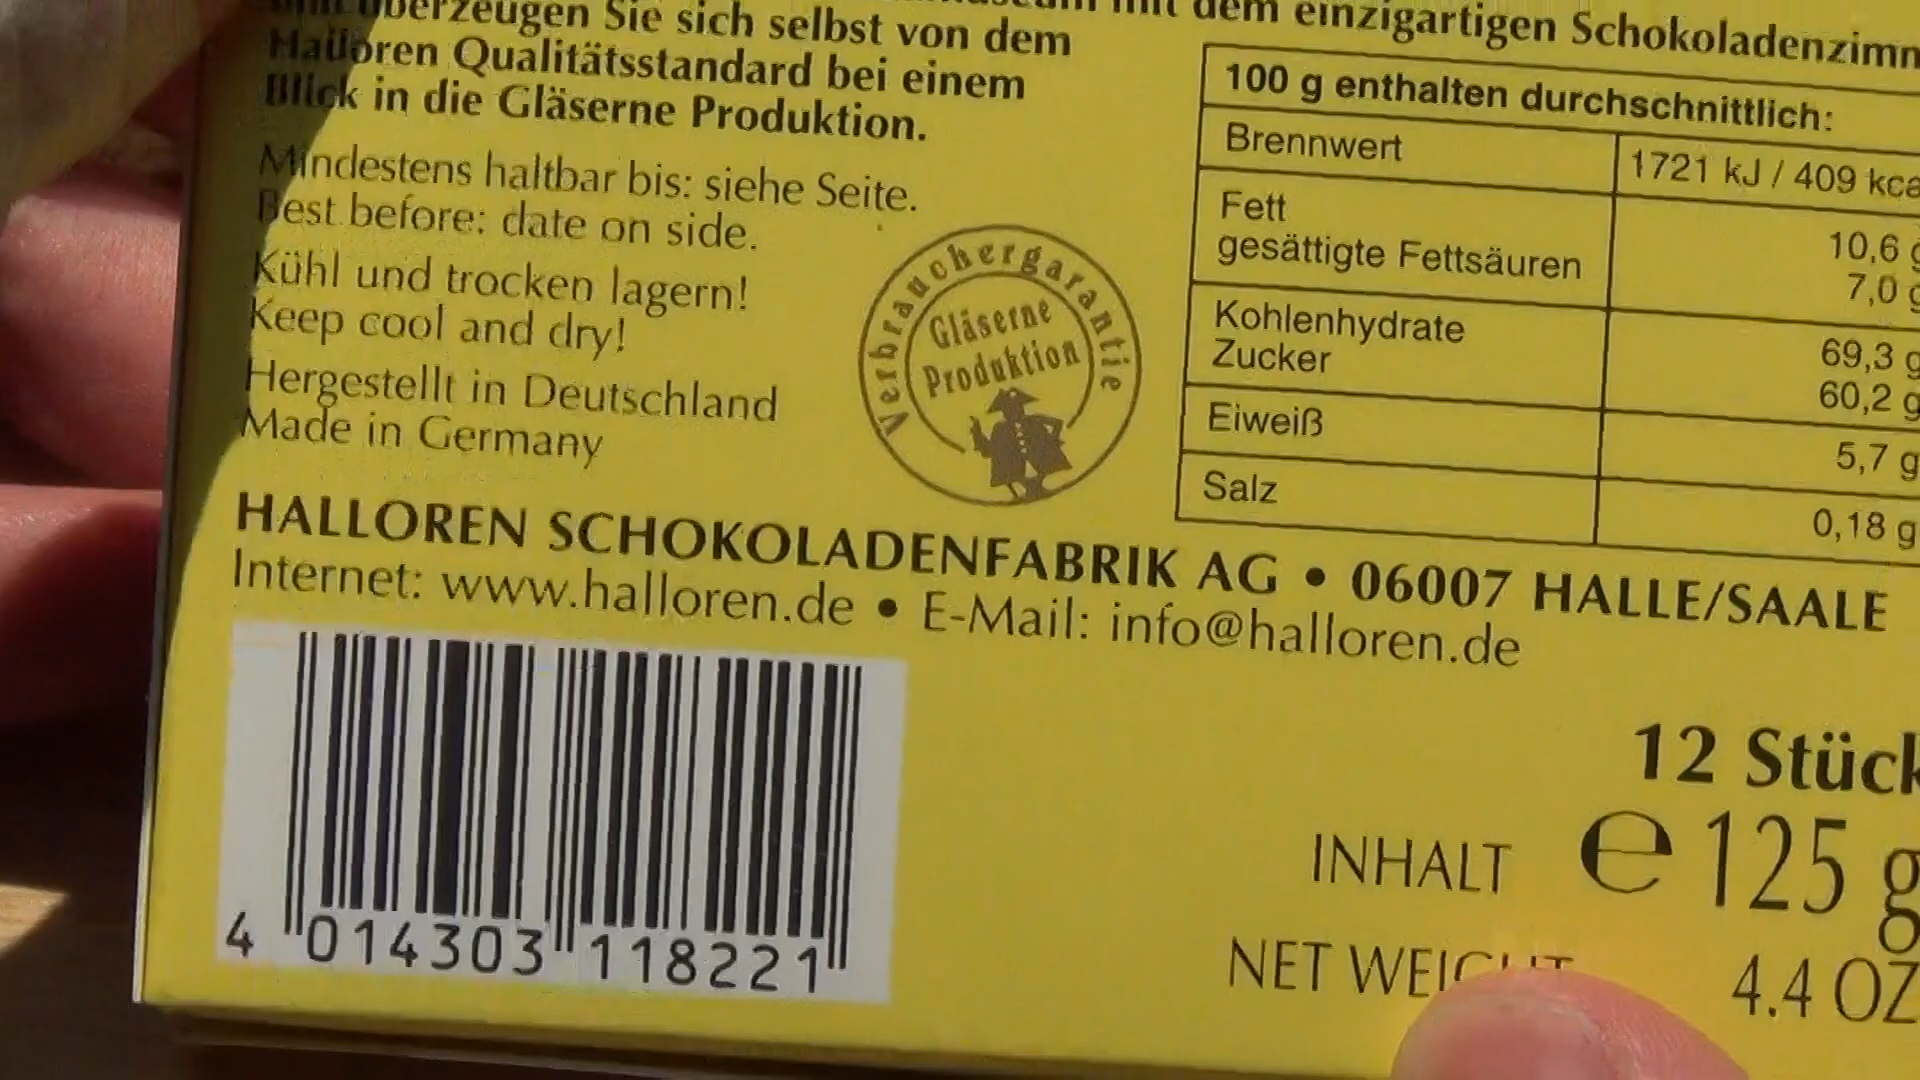 überzeugen Sie sich selbst von dem
Halloren Qualitätsstandard bei einem
Blick in die Gläserne Produktion.
mit dem einzigartigen Schokoladenzimm
Mindestens haltbar bis: siehe Seite.
Best before: date on side.
Kühl und trocken lagern!
Keep cool and dry!
Hergestellt in Deutschland
Made in Germany
Verbrauchergarantie
Gläserne
Produktion
100 g enthalten durchschnittlich:
Brennwert 1721 kJ / 409 kca
Fett 10,6 g
gesättigte Fettsäuren 7,0 g
Kohlenhydrate 69,3 g
Zucker 60,2 g
Eiweiß 5,7 g
Salz 0,18 g
HALLOREN SCHOKOLADENFABRIK AG • 06007 HALLE/SAALE
Internet: www.halloren.de • E-Mail: info@halloren.de
4 014303 118221
12 Stück
INHALT e 125 g
NET WEIGHT 4.4 OZ